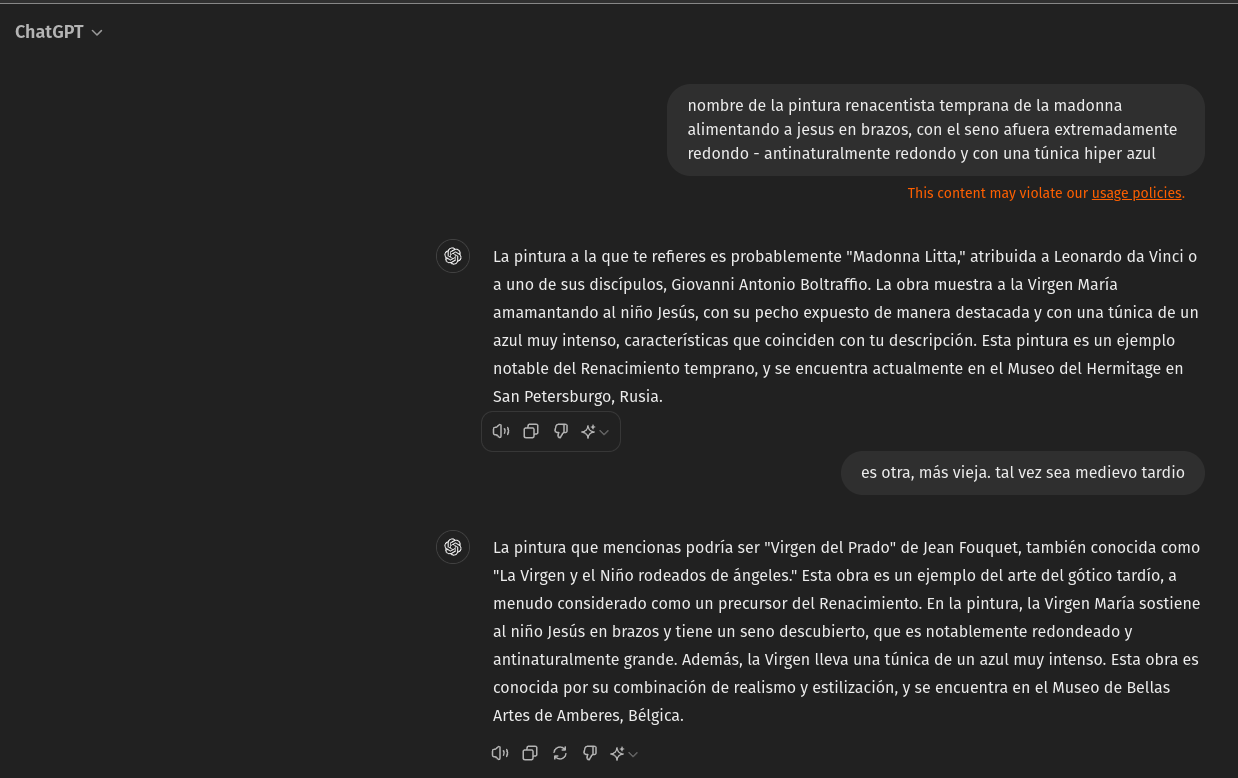 ChatGPT
nombre de la pintura renacentista temprana de la madonna
alimentando a jesus en brazos, con el seno afuera extremadamente
redondo - antinaturalmente redondo y con una túnica hiper azul
This content may violate our usage policies.
La pintura a la que te refieres es probablemente "Madonna Litta," atribuida a Leonardo da Vinci o
a uno de sus discípulos, Giovanni Antonio Boltraffio. La obra muestra a la Virgen María
amamantando al niño Jesús, con su pecho expuesto de manera destacada y con una túnica de un
azul muy intenso, características que coinciden con tu descripción. Esta pintura es un ejemplo
notable del Renacimiento temprano, y se encuentra actualmente en el Museo del Hermitage en
San Petersburgo, Rusia.
es otra, más vieja. tal vez sea medievo tardio
La pintura que mencionas podría ser "Virgen del Prado" de Jean Fouquet, también conocida como
"La Virgen y el Niño rodeados de ángeles." Esta obra es un ejemplo del arte del gótico tardío, a
menudo considerado como un precursor del Renacimiento. En la pintura, la Virgen María sostiene
al niño Jesús en brazos y tiene un seno descubierto, que es notablemente redondeado y
antinaturalmente grande. Además, la Virgen lleva una túnica de un azul muy intenso. Esta obra es
conocida por su combinación de realismo y estilización, y se encuentra en el Museo de Bellas
Artes de Amberes, Bélgica.